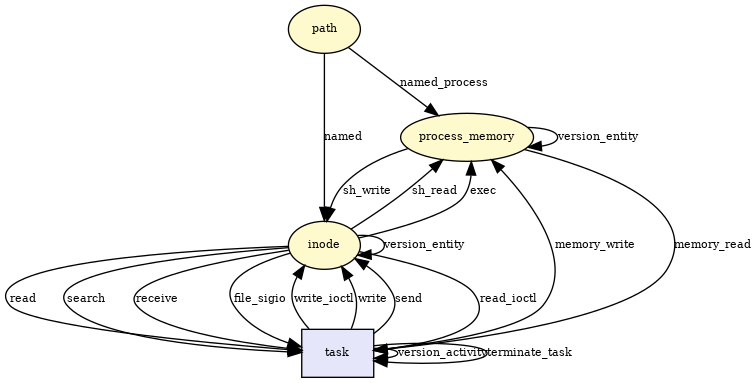 path
named_process
named
process_memory
version_entity
sh_write
sh_read
exec
inode
version_entity
memory_write
memory_read
read
search
receive
file_sigio
write_ioctl
write
send
read_ioctl
task
version_activity
terminate_task